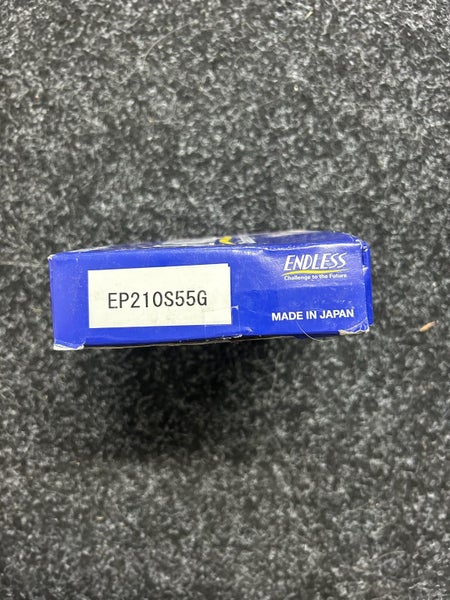 ENDLESS
Challenge to the Future
EP210S55G
MADE IN JAPAN